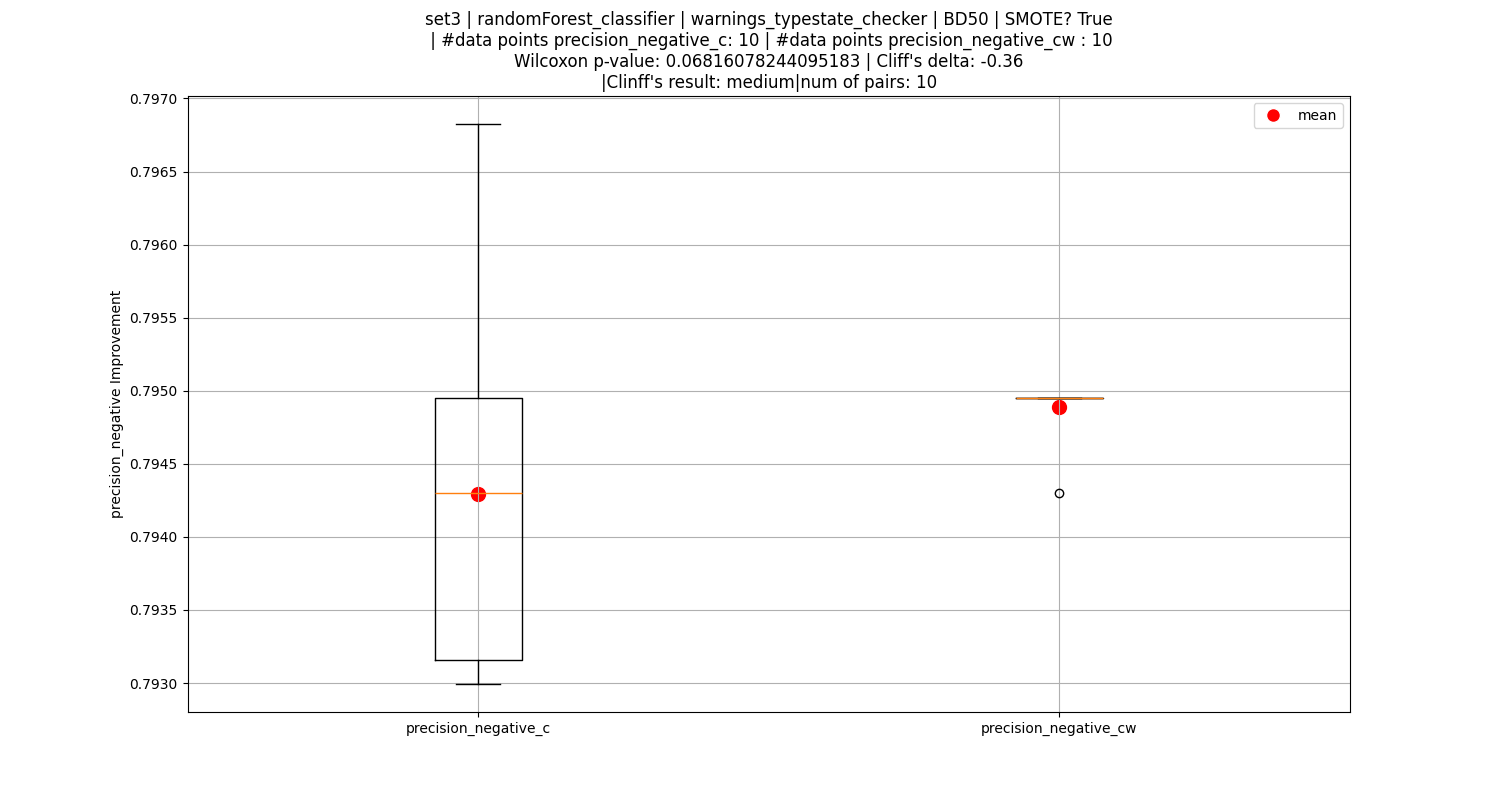 set3 | randomForest_classifier | warnings_typestate_checker | BD50 | SMOTE? True
| #data points precision_negative_c: 10 | #data points precision_negative_cw : 10
Wilcoxon p-value: 0.06816078244095183 | Cliff's delta: -0.36
|Clinff's result: medium|num of pairs: 10
mean
precision_negative Improvement
0.7970
0.7965
0.7960
0.7955
0.7950
0.7945
0.7940
0.7935
0.7930
precision_negative_c
precision_negative_cw